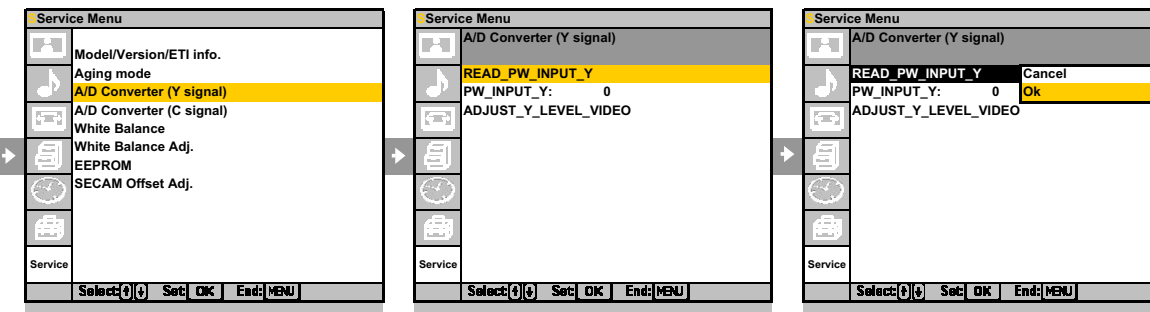 Service Menu
Model/Version/ETI info.
Aging mode
A/D Converter (Y signal)
A/D Converter (C signal)
White Balance
White Balance Adj.
EEPROM
SECAM Offset Adj.
Service
Select: Set: OK End: MENU
Service Menu
A/D Converter (Y signal)
READ_PW_INPUT_Y
PW_INPUT_Y: 0
ADJUST_Y_LEVEL_VIDEO
Service
Select: Set: OK End: MENU
Service Menu
A/D Converter (Y signal)
READ_PW_INPUT_Y Cancel
PW_INPUT_Y: 0 Ok
ADJUST_Y_LEVEL_VIDEO
Service
Select: Set: OK End: MENU